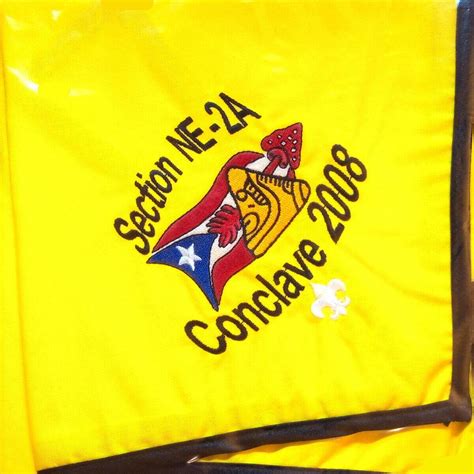 Section NE-2A
Conclave 2008